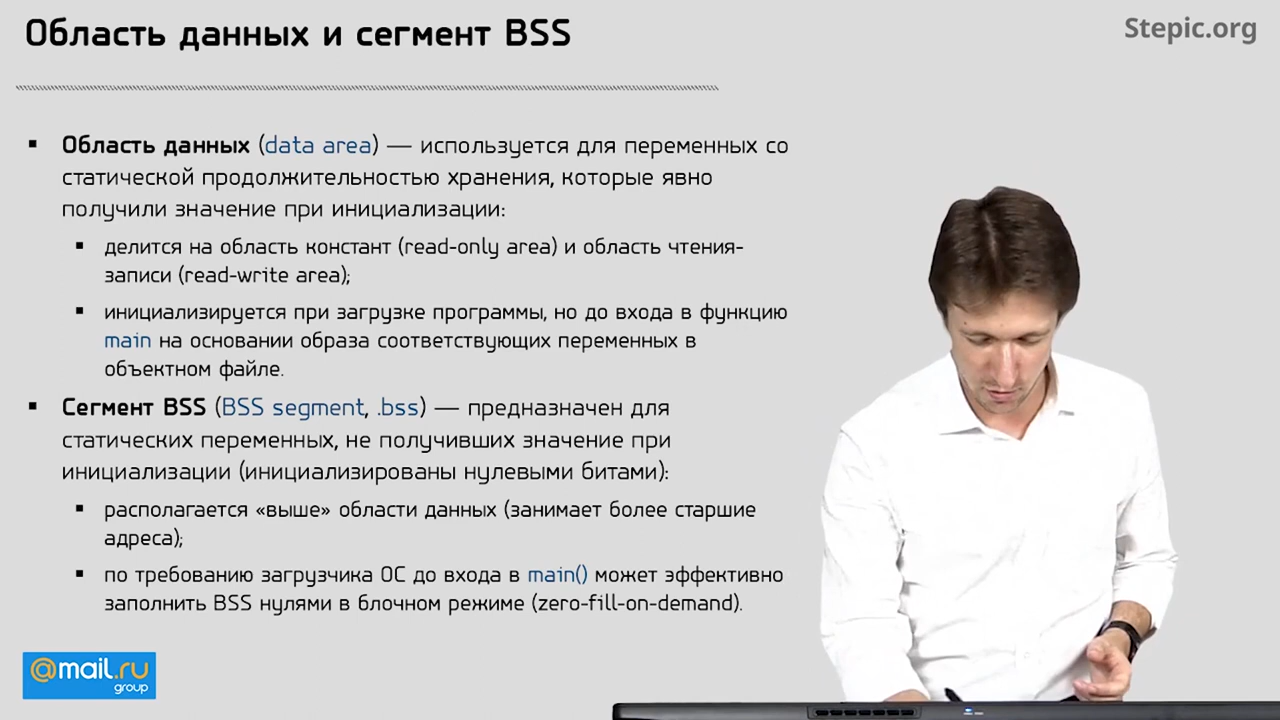 Область данных и сегмент BSS
Stepic.org
▪ Область данных (data area) — используется для переменных со
статической продолжительностью хранения, которые явно
получили значение при инициализации:
▪ делится на область констант (read-only area) и область чтения-
записи (read-write area);
▪ инициализируется при загрузке программы, но до входа в функцию
main на основании образа соответствующих переменных в
объектном файле.
▪ Сегмент BSS (BSS segment, .bss) — предназначен для
статических переменных, не получивших значение при
инициализации (инициализированы нулевыми битами):
▪ располагается «выше» области данных (занимает более старшие
адреса);
▪ по требованию загрузчика ОС до входа в main() может эффективно
заполнить BSS нулями в блочном режиме (zero-fill-on-demand).
@mail.ru
group